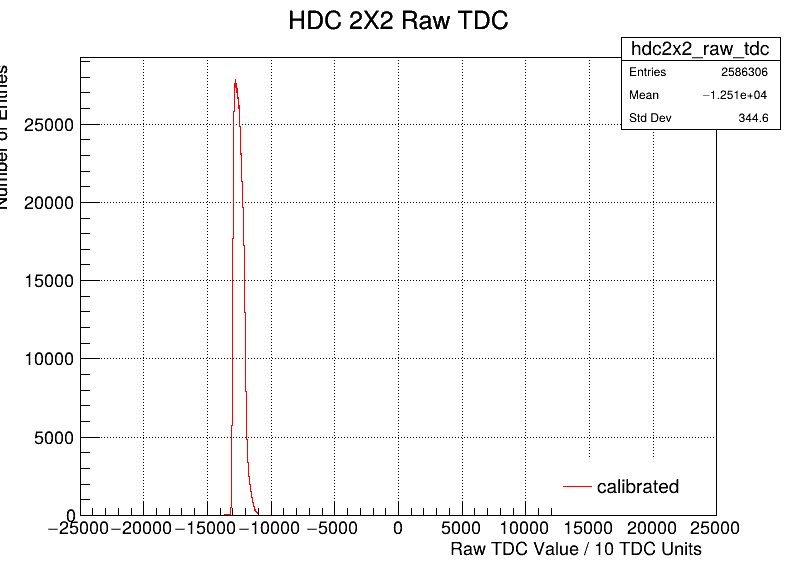 HDC 2X2 Raw TDC
hdc2x2_raw_tdc
Entries 2586306
Mean −1.251e+04
Std Dev 344.6
Number of Entries
25000
20000
15000
10000
5000
0
−25000 −20000 −15000 −10000 −5000 0 5000 10000 15000 20000 25000
calibrated
Raw TDC Value / 10 TDC Units